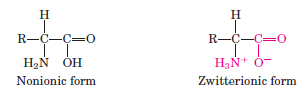 H H
R–C–C=O R–C–C=O
H₂N OH H₃N⁺ O⁻
Nonionic form Zwitterionic form